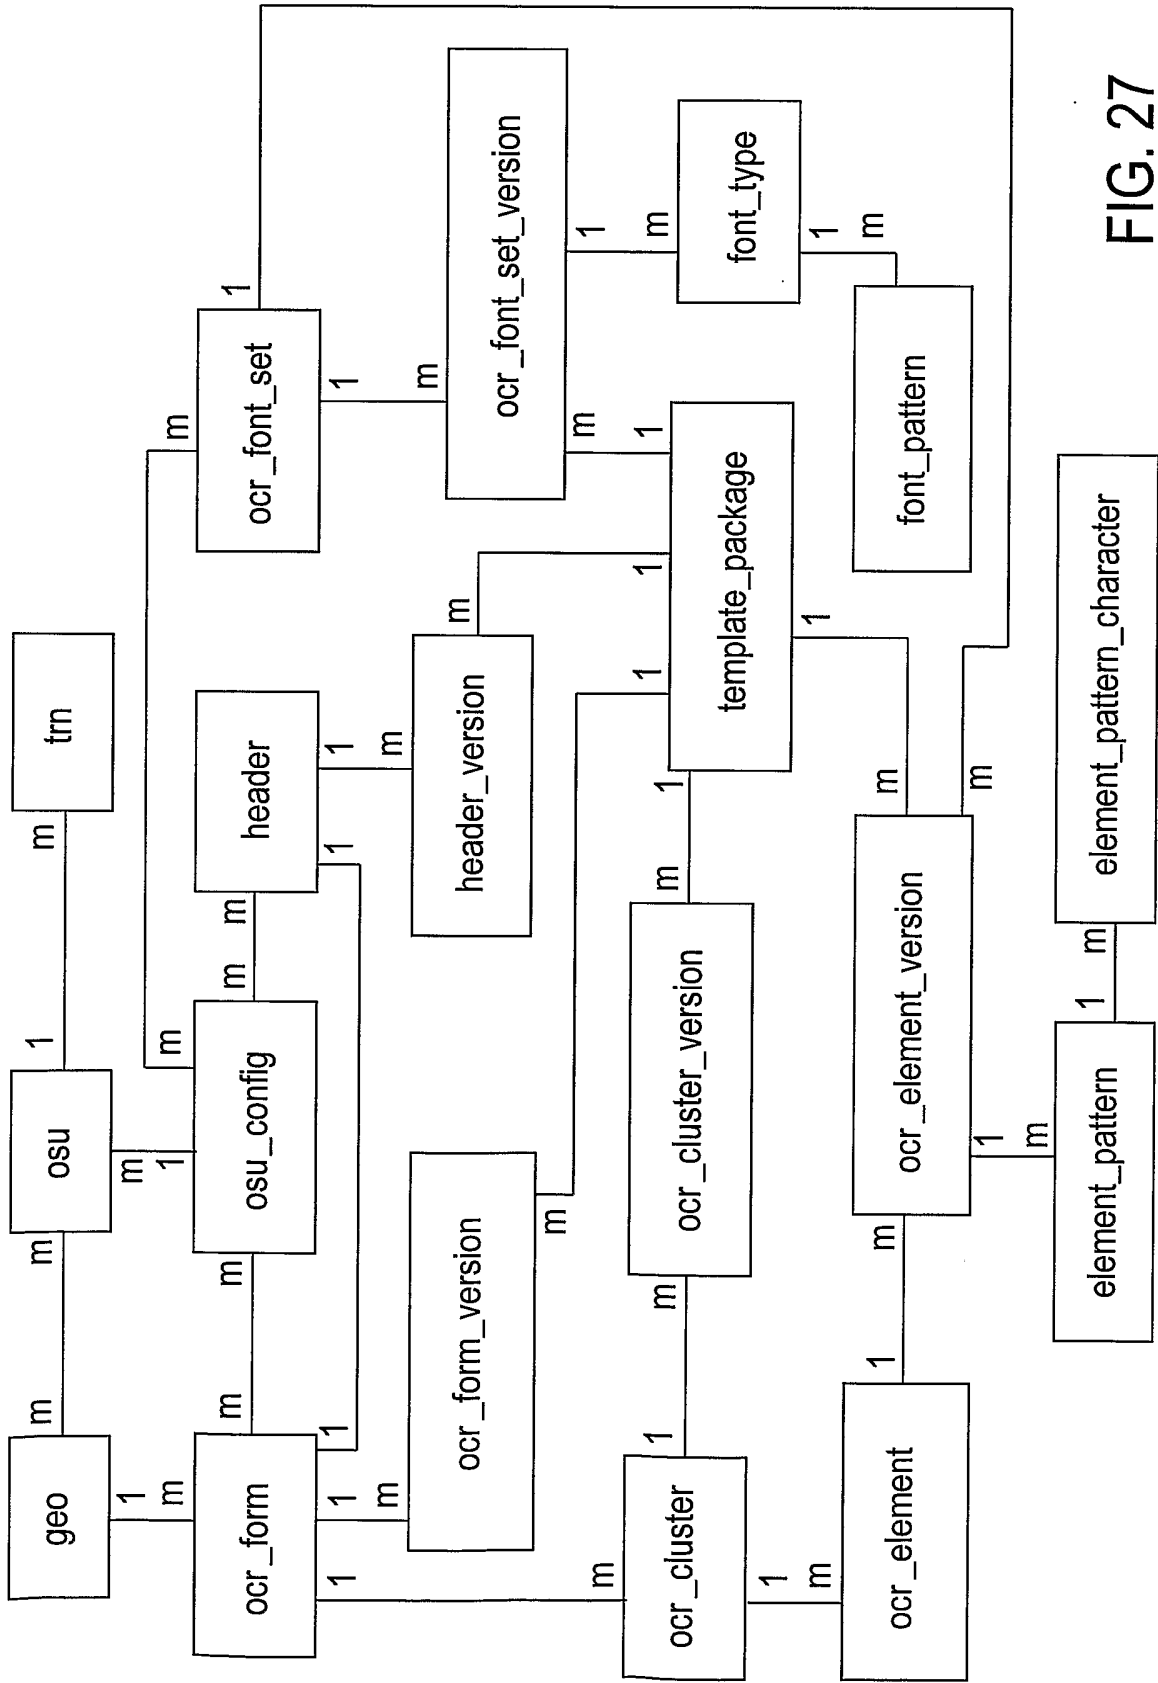 geo
m
m
osu
1
m
trn
1
m
m
1
m
m
ocr_form
m
m
osu_config
m
m
header
m
ocr_font_set
1
1
1
1
1
1
1
m
m
m
m
ocr_form_version
m
header_version
m
ocr_font_set_version
m
1
ocr_cluster
1
m
ocr_cluster_version
m
1
1
1
1
template_package
m
font_type
1
m
1
1
m
ocr_element
1
m
ocr_element_version
m
m
font_pattern
1
m
element_pattern
1
m
element_pattern_character
FIG. 27